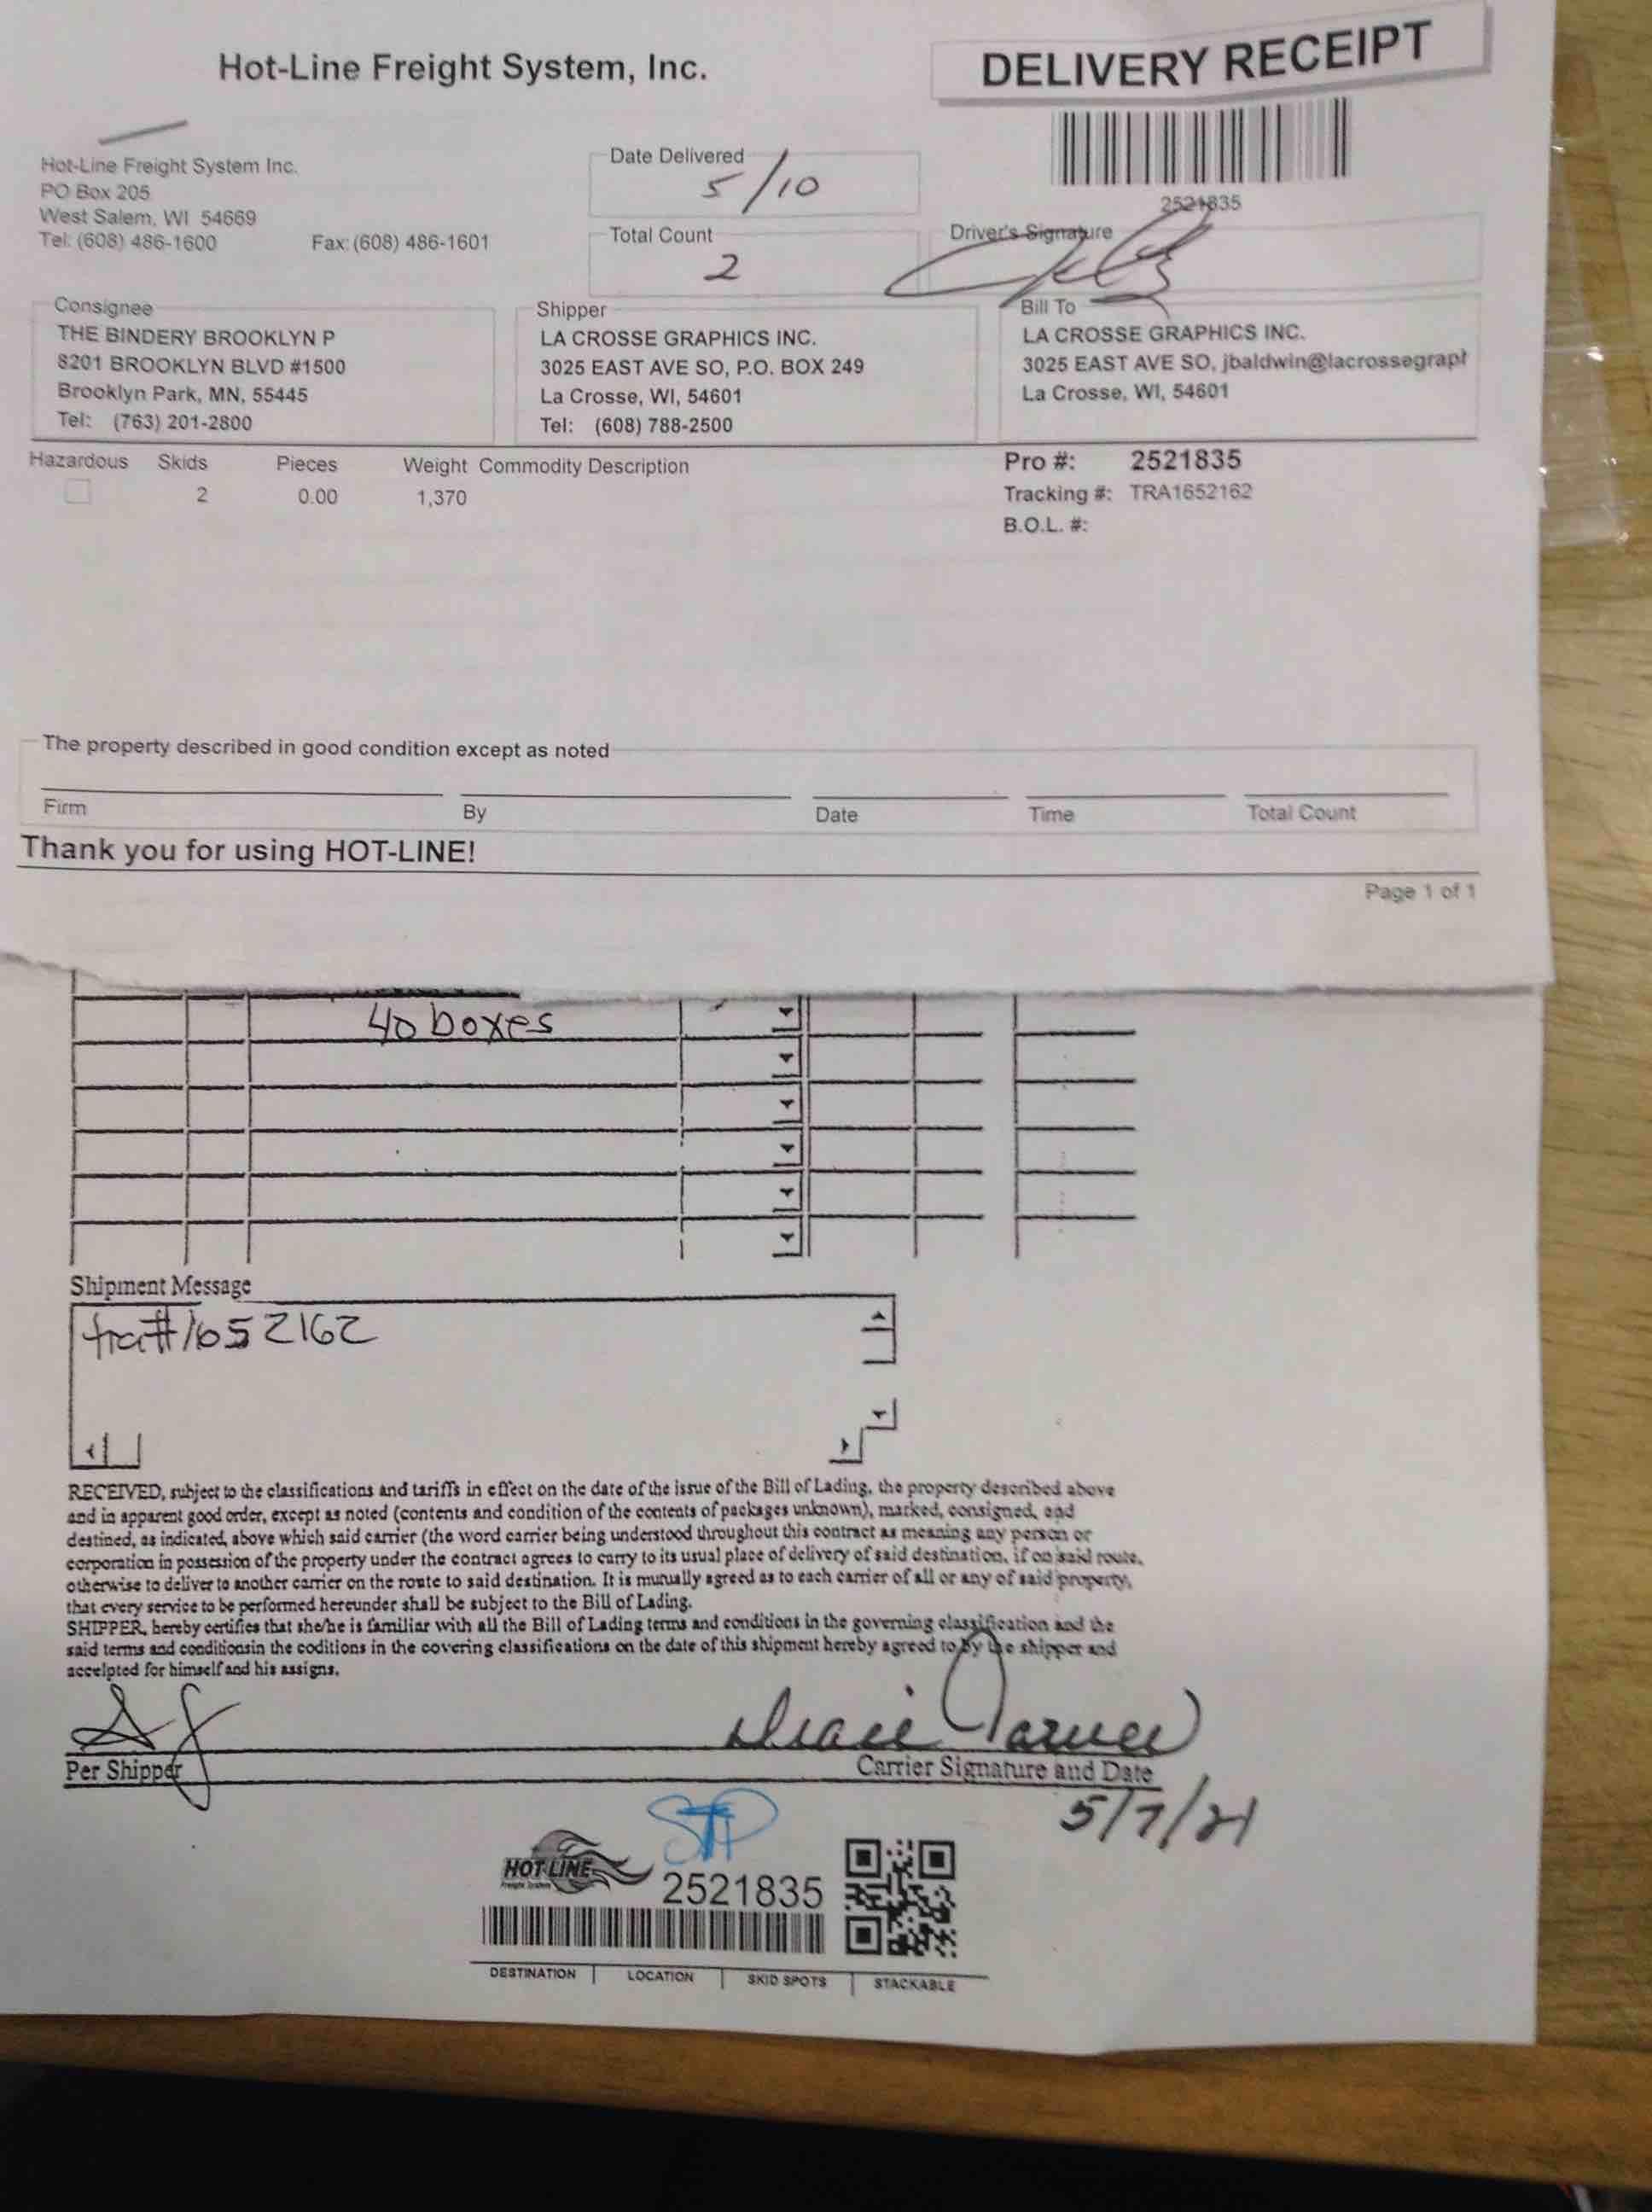 Hot-Line Freight System, Inc.
DELIVERY RECEIPT
Hot-Line Freight System Inc.
PO Box 205
West Salem, WI 54669
Tel: (608) 486-1600 Fax: (608) 486-1601
Date Delivered
5/10
Total Count
2
2521835
Driver's Signature
Consignee
THE BINDERY BROOKLYN P
8201 BROOKLYN BLVD #1500
Brooklyn Park, MN, 55445
Tel: (763) 201-2800
Shipper
LA CROSSE GRAPHICS INC.
3025 EAST AVE SO, P.O. BOX 249
La Crosse, WI, 54601
Tel: (608) 788-2500
Bill To
LA CROSSE GRAPHICS INC.
3025 EAST AVE SO, jbaldwin@lacrossegrapl
La Crosse, WI, 54601
Hazardous Skids Pieces Weight Commodity Description
2 0.00 1,370
Pro #: 2521835
Tracking #: TRA1652162
B.O.L. #:
The property described in good condition except as noted
Firm By Date Time Total Count
Thank you for using HOT-LINE!
Page 1 of 1
40 boxes
Shipment Message
tra# 1652162
RECEIVED, subject to the classifications and tariffs in effect on the date of the issue of the Bill of Lading, the property described above
and in apparent good order, except as noted (contents and condition of the contents of packages unknown), marked, consigned, and
destined, as indicated, above which said carrier (the word carrier being understood throughout this contract as meaning any person or
corporation in possession of the property under the contract agrees to carry to its usual place of delivery of said destination, if on said route,
otherwise to deliver to another carrier on the route to said destination. It is mutually agreed as to each carrier of all or any of said property,
that every service to be performed hereunder shall be subject to the Bill of Lading.
SHIPPER, hereby certifies that she/he is familiar with all the Bill of Lading terms and conditions in the governing classification and the
said terms and conditionsin the coditions in the covering classifications on the date of this shipment hereby agreed to by the shipper and
accelpted for himself and his assigns.
Per Shipper
Carrier Signature and Date
5/7/21
STP
HOT LINE
Freight System
2521835
DESTINATION LOCATION SKID SPOTS STACKABLE